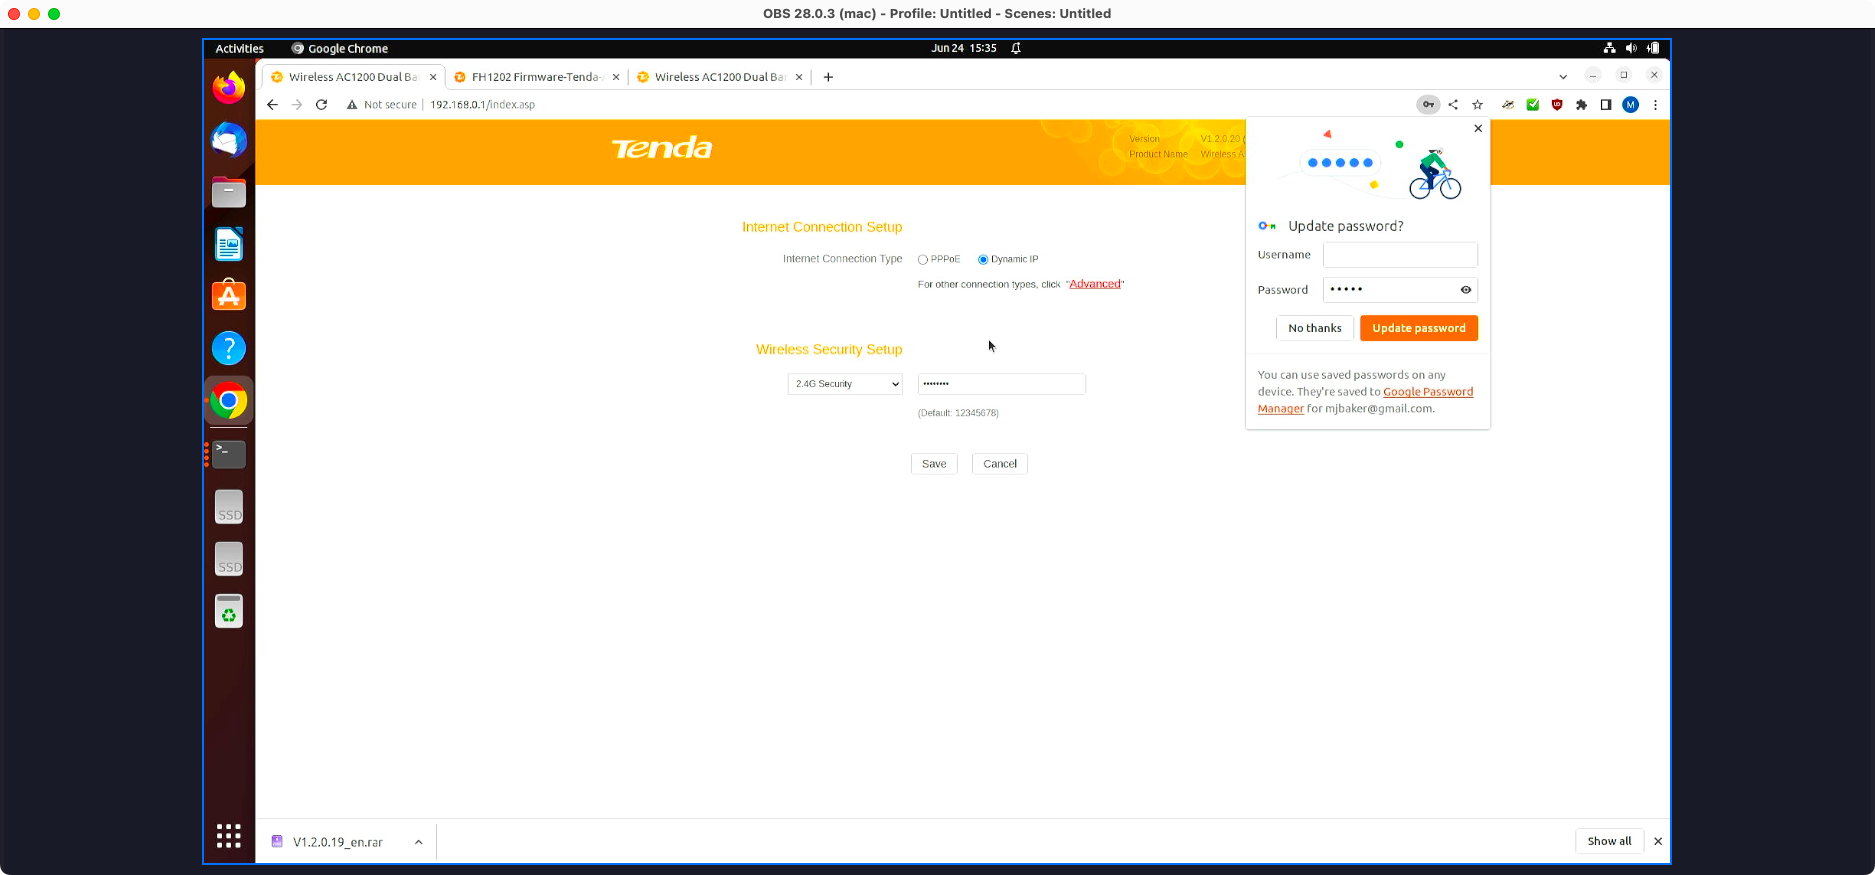 OBS 28.0.3 (mac) - Profile: Untitled - Scenes: Untitled
Activities Google Chrome Jun 24 15:35
Wireless AC1200 Dual Ba FH1202 Firmware-Tenda- Wireless AC1200 Dual Ba
Not secure 192.168.0.1/index.asp M
Tenda
Version V1.2.0.20 (
Product Name Wireless A
Internet Connection Setup
Internet Connection Type PPPoE Dynamic IP
For other connection types, click "Advanced"
Wireless Security Setup
2.4G Security ••••••••
(Default: 12345678)
Save Cancel
Update password?
Username
Password •••••
No thanks Update password
You can use saved passwords on any
device. They're saved to Google Password
Manager for mjbaker@gmail.com.
?
>_
SSD
SSD
V1.2.0.19_en.rar Show all